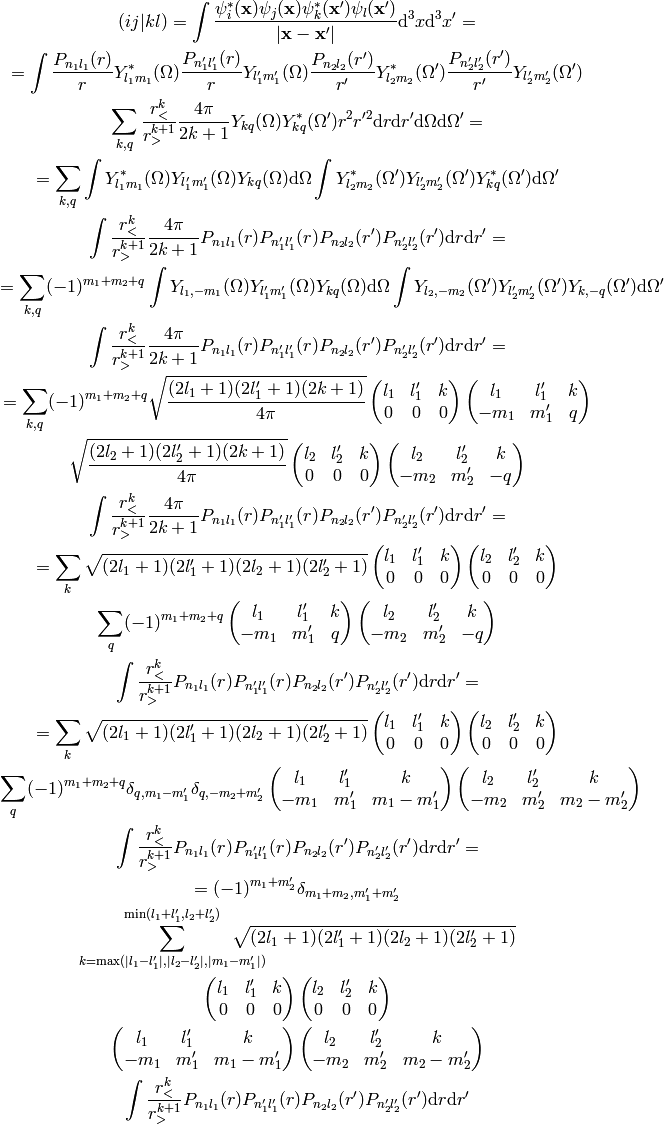 $(ij|kl) = \int \frac{\psi_i^*(\mathbf{x})\psi_j(\mathbf{x})\psi_k^*(\mathbf{x}')\psi_l(\mathbf{x}')}{|\mathbf{x}-\mathbf{x}'|} \mathrm{d}^3x \mathrm{d}^3x' =$
$= \int \frac{P_{n_1l_1}(r)}{r} Y^*_{l_1m_1}(\Omega) \frac{P_{n_1'l_1'}(r)}{r} Y_{l_1'm_1'}(\Omega) \frac{P_{n_2l_2}(r')}{r'} Y^*_{l_2m_2}(\Omega') \frac{P_{n_2'l_2'}(r')}{r'} Y_{l_2'm_2'}(\Omega')$
$\sum_{k,q} \frac{r_<^k}{r_>^{k+1}} \frac{4\pi}{2k+1} Y_{kq}(\Omega) Y^*_{kq}(\Omega') r^2 r'^2 \mathrm{d}r \mathrm{d}r' \mathrm{d}\Omega \mathrm{d}\Omega' =$
$= \sum_{k,q} \int Y^*_{l_1m_1}(\Omega) Y_{l_1'm_1'}(\Omega) Y_{kq}(\Omega) \mathrm{d}\Omega \int Y^*_{l_2m_2}(\Omega') Y_{l_2'm_2'}(\Omega') Y^*_{kq}(\Omega') \mathrm{d}\Omega'$
$\int \frac{r_<^k}{r_>^{k+1}} \frac{4\pi}{2k+1} P_{n_1l_1}(r) P_{n_1'l_1'}(r) P_{n_2l_2}(r') P_{n_2'l_2'}(r') \mathrm{d}r \mathrm{d}r' =$
$= \sum_{k,q} (-1)^{m_1+m_2+q} \int Y_{l_1,-m_1}(\Omega) Y_{l_1'm_1'}(\Omega) Y_{kq}(\Omega) \mathrm{d}\Omega \int Y_{l_2,-m_2}(\Omega') Y_{l_2'm_2'}(\Omega') Y_{k,-q}(\Omega') \mathrm{d}\Omega'$
$\int \frac{r_<^k}{r_>^{k+1}} \frac{4\pi}{2k+1} P_{n_1l_1}(r) P_{n_1'l_1'}(r) P_{n_2l_2}(r') P_{n_2'l_2'}(r') \mathrm{d}r \mathrm{d}r' =$
$= \sum_{k,q} (-1)^{m_1+m_2+q} \sqrt{\frac{(2l_1+1)(2l_1'+1)(2k+1)}{4\pi}} \begin{pmatrix} l_1 & l_1' & k \\ 0 & 0 & 0 \end{pmatrix} \begin{pmatrix} l_1 & l_1' & k \\ -m_1 & m_1' & q \end{pmatrix}$
$\sqrt{\frac{(2l_2+1)(2l_2'+1)(2k+1)}{4\pi}} \begin{pmatrix} l_2 & l_2' & k \\ 0 & 0 & 0 \end{pmatrix} \begin{pmatrix} l_2 & l_2' & k \\ -m_2 & m_2' & -q \end{pmatrix}$
$\int \frac{r_<^k}{r_>^{k+1}} \frac{4\pi}{2k+1} P_{n_1l_1}(r) P_{n_1'l_1'}(r) P_{n_2l_2}(r') P_{n_2'l_2'}(r') \mathrm{d}r \mathrm{d}r' =$
$= \sum_k \sqrt{(2l_1+1)(2l_1'+1)(2l_2+1)(2l_2'+1)} \begin{pmatrix} l_1 & l_1' & k \\ 0 & 0 & 0 \end{pmatrix} \begin{pmatrix} l_2 & l_2' & k \\ 0 & 0 & 0 \end{pmatrix}$
$\sum_q (-1)^{m_1+m_2+q} \begin{pmatrix} l_1 & l_1' & k \\ -m_1 & m_1' & q \end{pmatrix} \begin{pmatrix} l_2 & l_2' & k \\ -m_2 & m_2' & -q \end{pmatrix}$
$\int \frac{r_<^k}{r_>^{k+1}} P_{n_1l_1}(r) P_{n_1'l_1'}(r) P_{n_2l_2}(r') P_{n_2'l_2'}(r') \mathrm{d}r \mathrm{d}r' =$
$= \sum_k \sqrt{(2l_1+1)(2l_1'+1)(2l_2+1)(2l_2'+1)} \begin{pmatrix} l_1 & l_1' & k \\ 0 & 0 & 0 \end{pmatrix} \begin{pmatrix} l_2 & l_2' & k \\ 0 & 0 & 0 \end{pmatrix}$
$\sum_q (-1)^{m_1+m_2+q} \delta_{q,m_1-m_1'} \delta_{q,-m_2+m_2'} \begin{pmatrix} l_1 & l_1' & k \\ -m_1 & m_1' & m_1-m_1' \end{pmatrix} \begin{pmatrix} l_2 & l_2' & k \\ -m_2 & m_2' & m_2-m_2' \end{pmatrix}$
$\int \frac{r_<^k}{r_>^{k+1}} P_{n_1l_1}(r) P_{n_1'l_1'}(r) P_{n_2l_2}(r') P_{n_2'l_2'}(r') \mathrm{d}r \mathrm{d}r' =$
$= (-1)^{m_1+m_2'} \delta_{m_1+m_2,m_1'+m_2'}$
$\sum_{k=\max(|l_1-l_1'|,|l_2-l_2'|,|m_1-m_1'|)}^{\min(l_1+l_1',l_2+l_2')} \sqrt{(2l_1+1)(2l_1'+1)(2l_2+1)(2l_2'+1)}$
$\begin{pmatrix} l_1 & l_1' & k \\ 0 & 0 & 0 \end{pmatrix} \begin{pmatrix} l_2 & l_2' & k \\ 0 & 0 & 0 \end{pmatrix}$
$\begin{pmatrix} l_1 & l_1' & k \\ -m_1 & m_1' & m_1-m_1' \end{pmatrix} \begin{pmatrix} l_2 & l_2' & k \\ -m_2 & m_2' & m_2-m_2' \end{pmatrix}$
$\int \frac{r_<^k}{r_>^{k+1}} P_{n_1l_1}(r) P_{n_1'l_1'}(r) P_{n_2l_2}(r') P_{n_2'l_2'}(r') \mathrm{d}r \mathrm{d}r'$